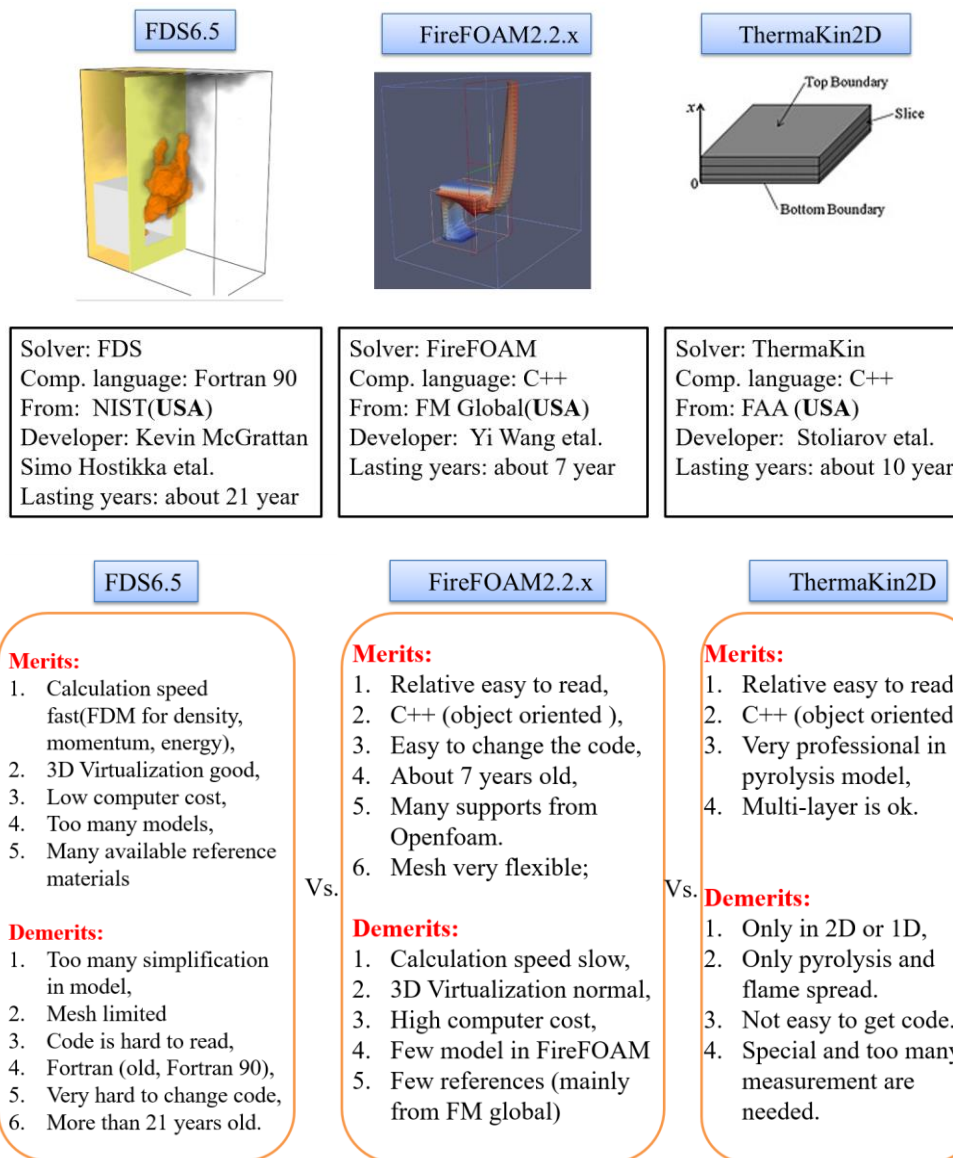 FDS6.5
FireFOAM2.2.x
ThermaKin2D
Top Boundary
x
Slice
0
Bottom Boundary
Solver: FDS
Comp. language: Fortran 90
From: NIST(USA)
Developer: Kevin McGrattan
Simo Hostikka etal.
Lasting years: about 21 year
Solver: FireFOAM
Comp. language: C++
From: FM Global(USA)
Developer: Yi Wang etal.
Lasting years: about 7 year
Solver: ThermaKin
Comp. language: C++
From: FAA (USA)
Developer: Stoliarov etal.
Lasting years: about 10 year
FDS6.5
Merits:
1. Calculation speed
fast(FDM for density,
momentum, energy),
2. 3D Virtualization good,
3. Low computer cost,
4. Too many models,
5. Many available reference
materials
Demerits:
1. Too many simplification
in model,
2. Mesh limited
3. Code is hard to read,
4. Fortran (old, Fortran 90),
5. Very hard to change code,
6. More than 21 years old.
Vs.
FireFOAM2.2.x
Merits:
1. Relative easy to read,
2. C++ (object oriented ),
3. Easy to change the code,
4. About 7 years old,
5. Many supports from
Openfoam.
6. Mesh very flexible;
Demerits:
1. Calculation speed slow,
2. 3D Virtualization normal,
3. High computer cost,
4. Few model in FireFOAM
5. Few references (mainly
from FM global)
Vs.
ThermaKin2D
Merits:
1. Relative easy to read
2. C++ (object oriented
3. Very professional in
pyrolysis model,
4. Multi-layer is ok.
Demerits:
1. Only in 2D or 1D,
2. Only pyrolysis and
flame spread.
3. Not easy to get code.
4. Special and too many
measurement are
needed.